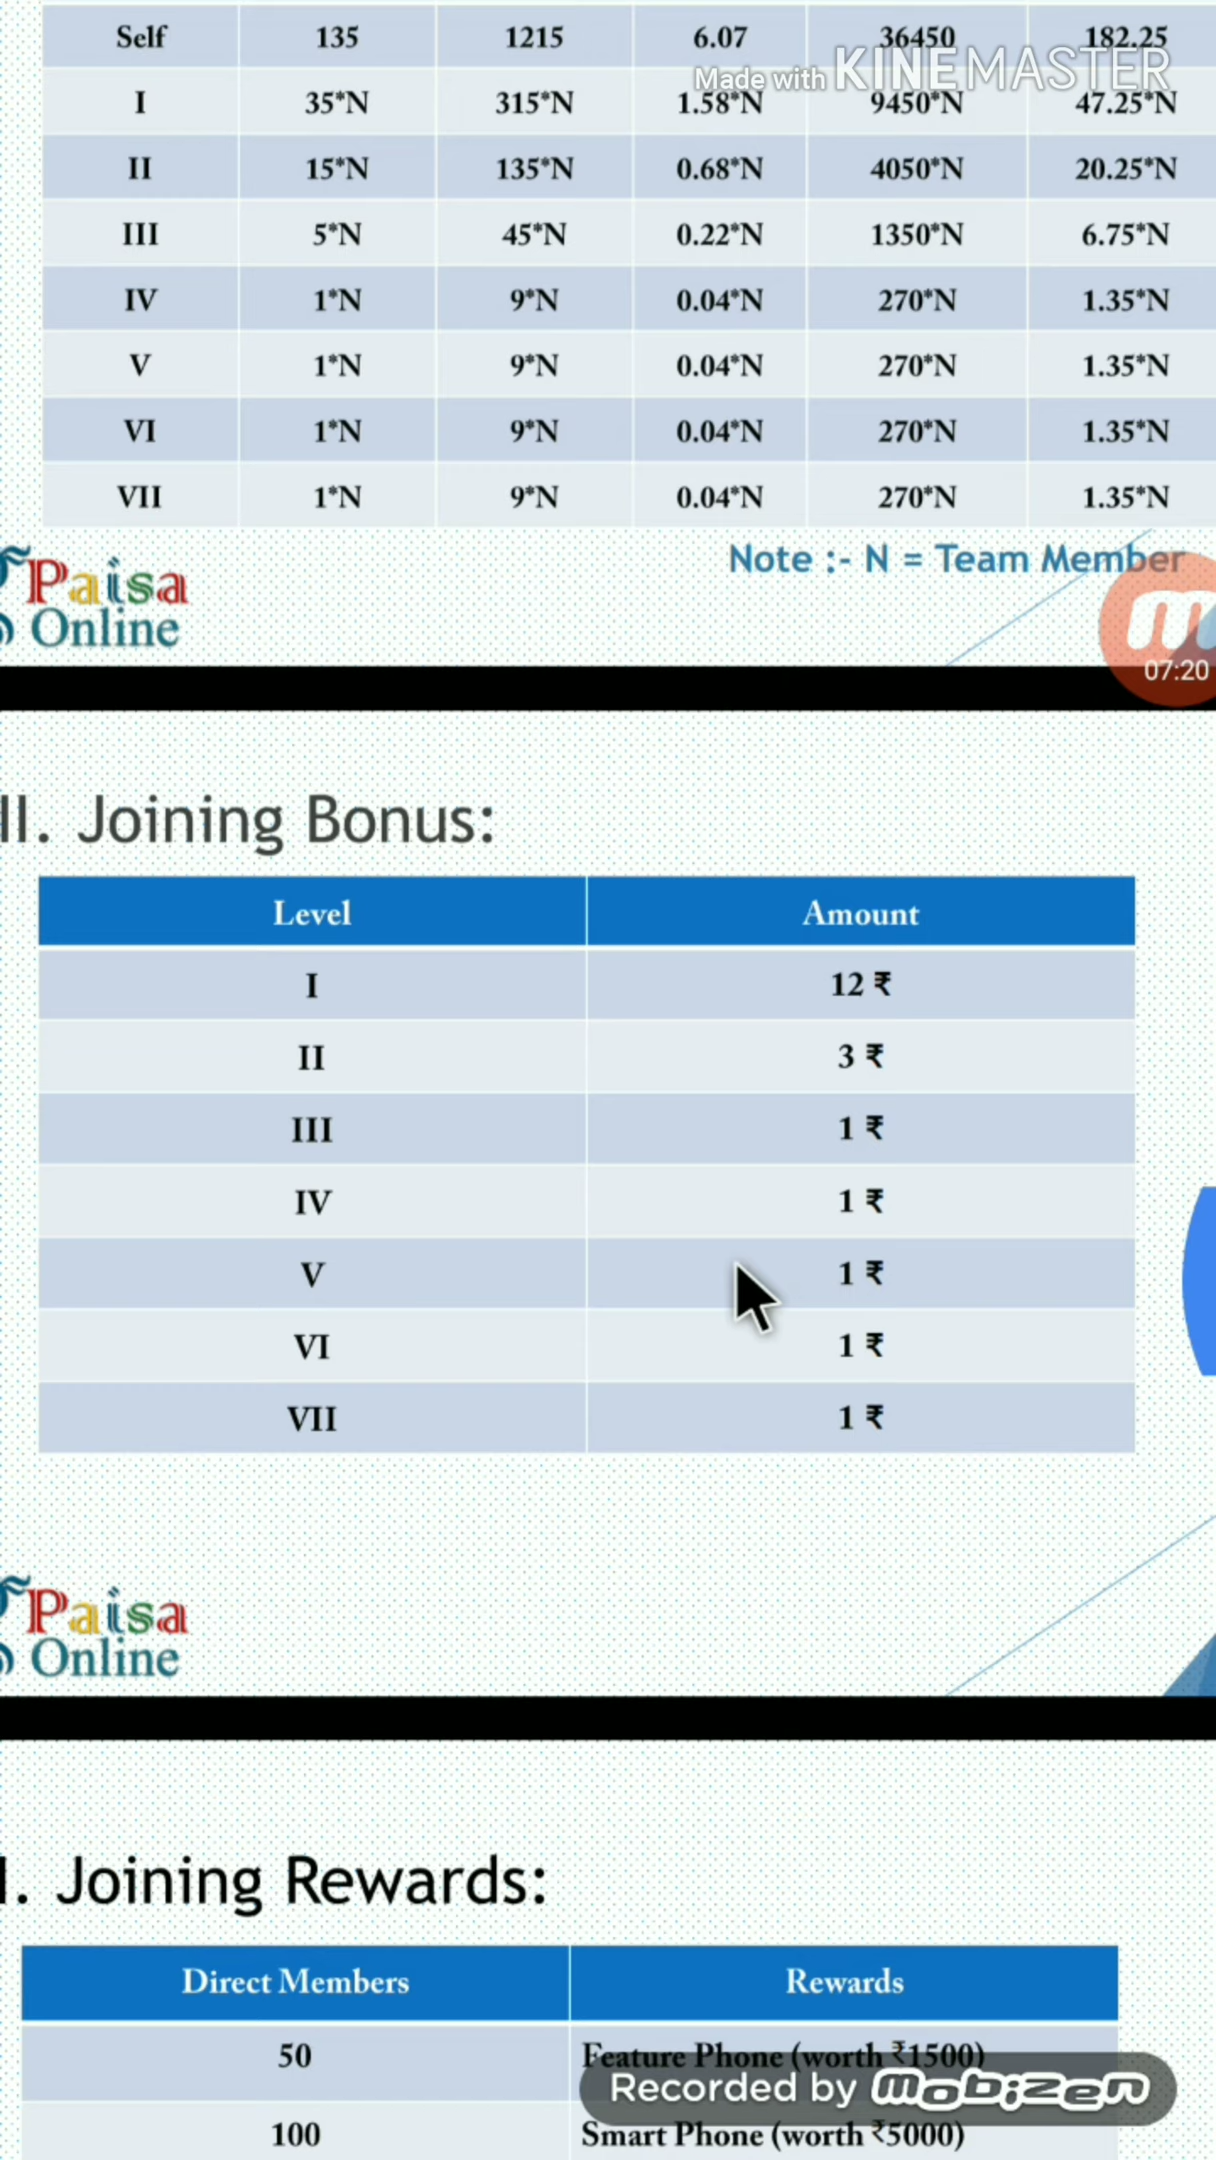 Self 135 1215 6.07 36450 182.25
Made with KINEMASTER
I 35*N 315*N 1.58*N 9450*N 47.25*N
II 15*N 135*N 0.68*N 4050*N 20.25*N
III 5*N 45*N 0.22*N 1350*N 6.75*N
IV 1*N 9*N 0.04*N 270*N 1.35*N
V 1*N 9*N 0.04*N 270*N 1.35*N
VI 1*N 9*N 0.04*N 270*N 1.35*N
VII 1*N 9*N 0.04*N 270*N 1.35*N
Note :- N = Team Member
Paisa
Online
07:20
II. Joining Bonus:
Level Amount
I 12 ₹
II 3 ₹
III 1 ₹
IV 1 ₹
V 1 ₹
VI 1 ₹
VII 1 ₹
Paisa
Online
I. Joining Rewards:
Direct Members Rewards
50 Feature Phone (worth ₹1500)
Recorded by mobizen
100 Smart Phone (worth ₹5000)